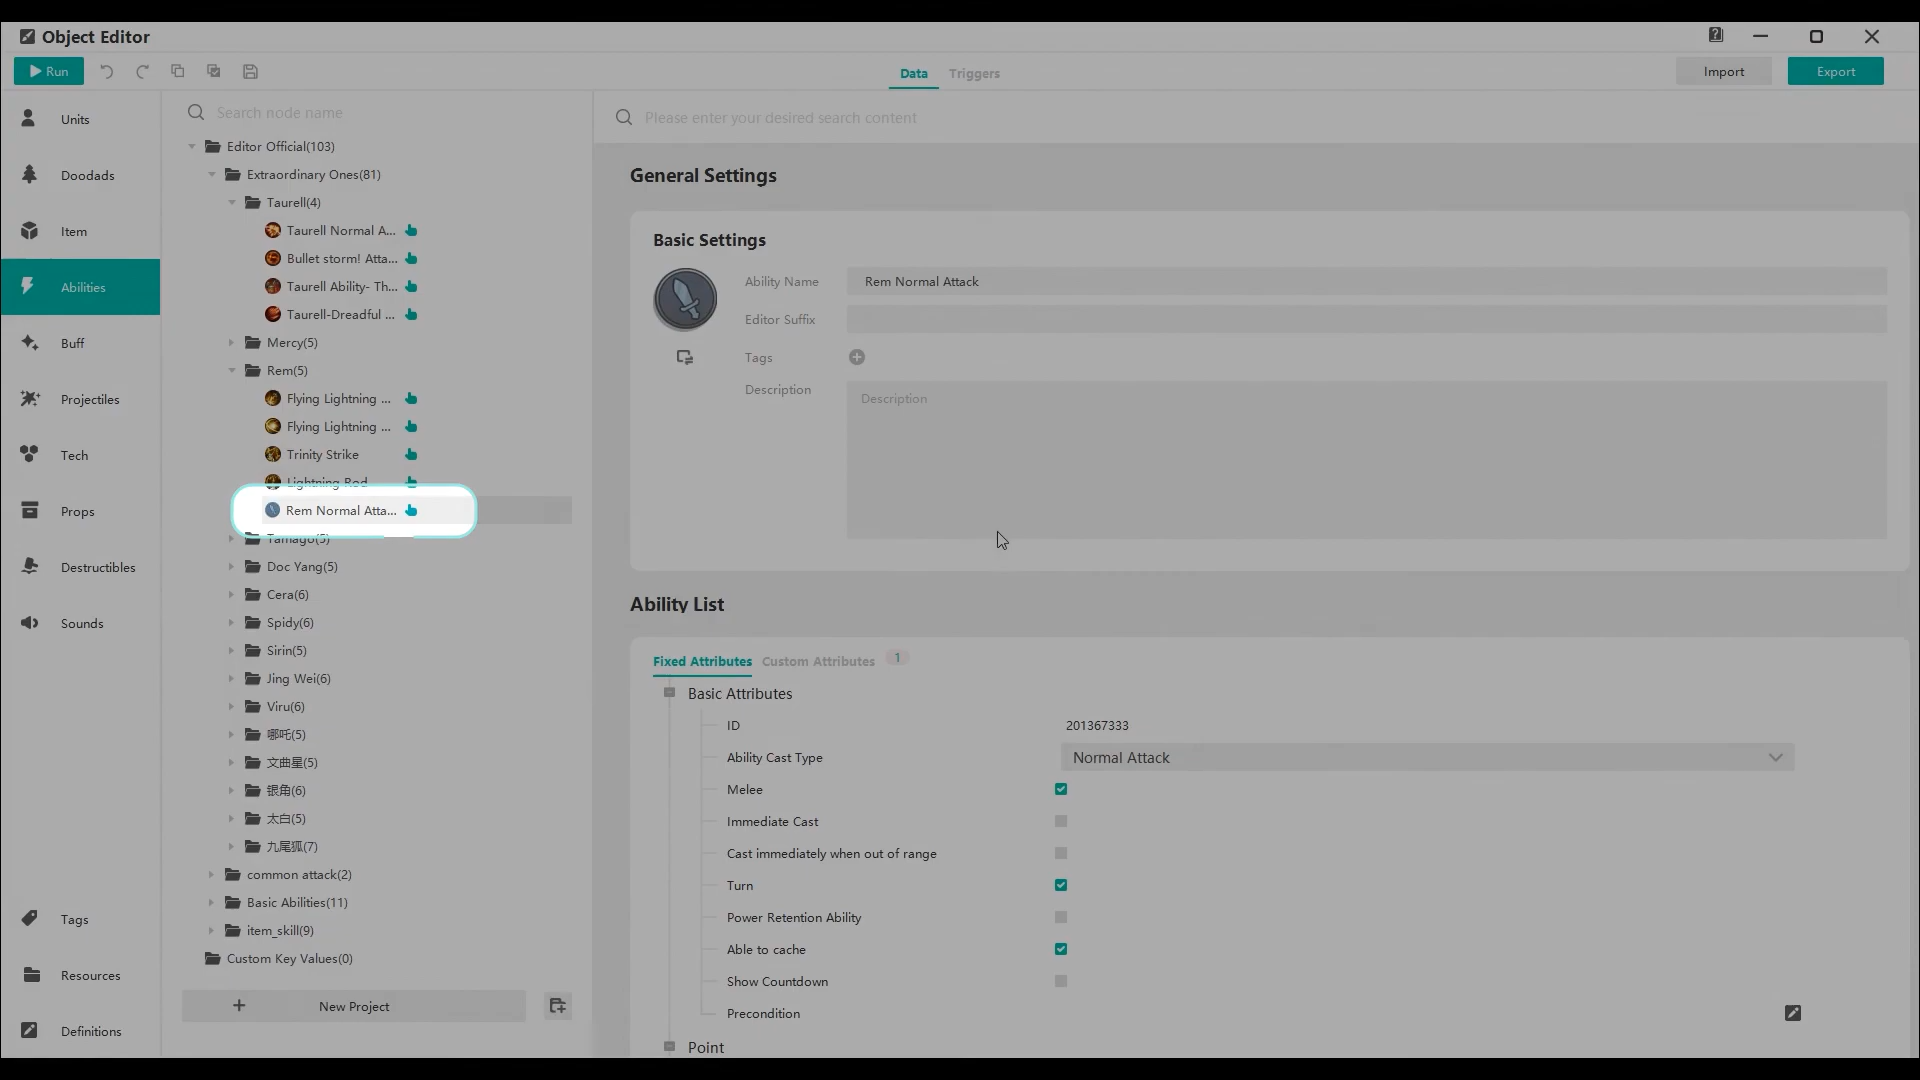 Object Editor
Run
Data
Triggers
Import
Export
Units
Doodads
Item
Abilities
Buff
Projectiles
Tech
Props
Destructibles
Sounds
Tags
Resources
Definitions
Search node name
Editor Official(103)
Extraordinary Ones(81)
Taurell(4)
Taurell Normal A...
Bullet storm! Atta...
Taurell Ability- Th...
Taurell-Dreadful ...
Mercy(5)
Rem(5)
Flying Lightning ...
Flying Lightning ...
Trinity Strike
Lightning Rod
Rem Normal Atta...
Tamago(5)
Doc Yang(5)
Cera(6)
Spidy(6)
Sirin(5)
Jing Wei(6)
Viru(6)
哪吒(5)
文曲星(5)
银角(6)
太白(5)
九尾狐(7)
common attack(2)
Basic Abilities(11)
item_skill(9)
Custom Key Values(0)
New Project
Please enter your desired search content
General Settings
Basic Settings
Ability Name
Rem Normal Attack
Editor Suffix
Tags
Description
Description
Ability List
Fixed Attributes
Custom Attributes
1
Basic Attributes
ID
201367333
Ability Cast Type
Normal Attack
Melee
Immediate Cast
Cast immediately when out of range
Turn
Power Retention Ability
Able to cache
Show Countdown
Precondition
Point